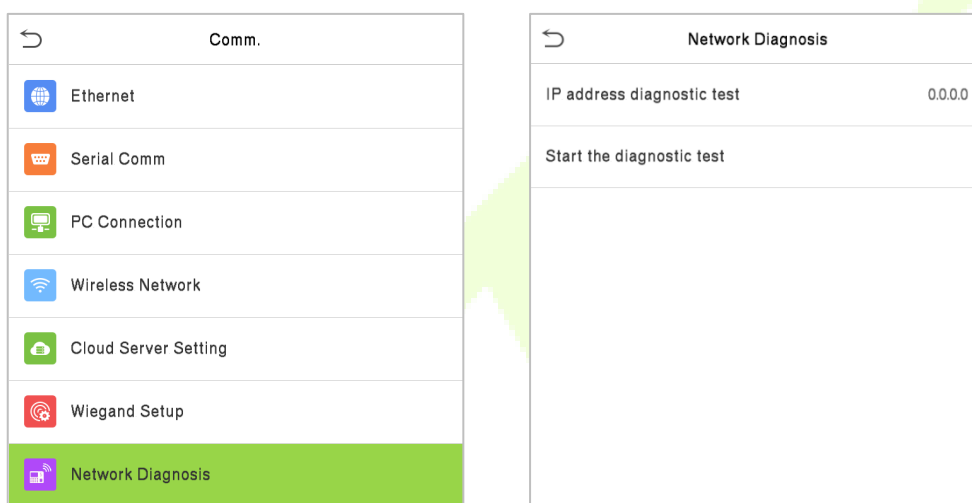 Comm.
Ethernet
Serial Comm
PC Connection
Wireless Network
Cloud Server Setting
Wiegand Setup
Network Diagnosis
Network Diagnosis
IP address diagnostic test 0.0.0.0
Start the diagnostic test